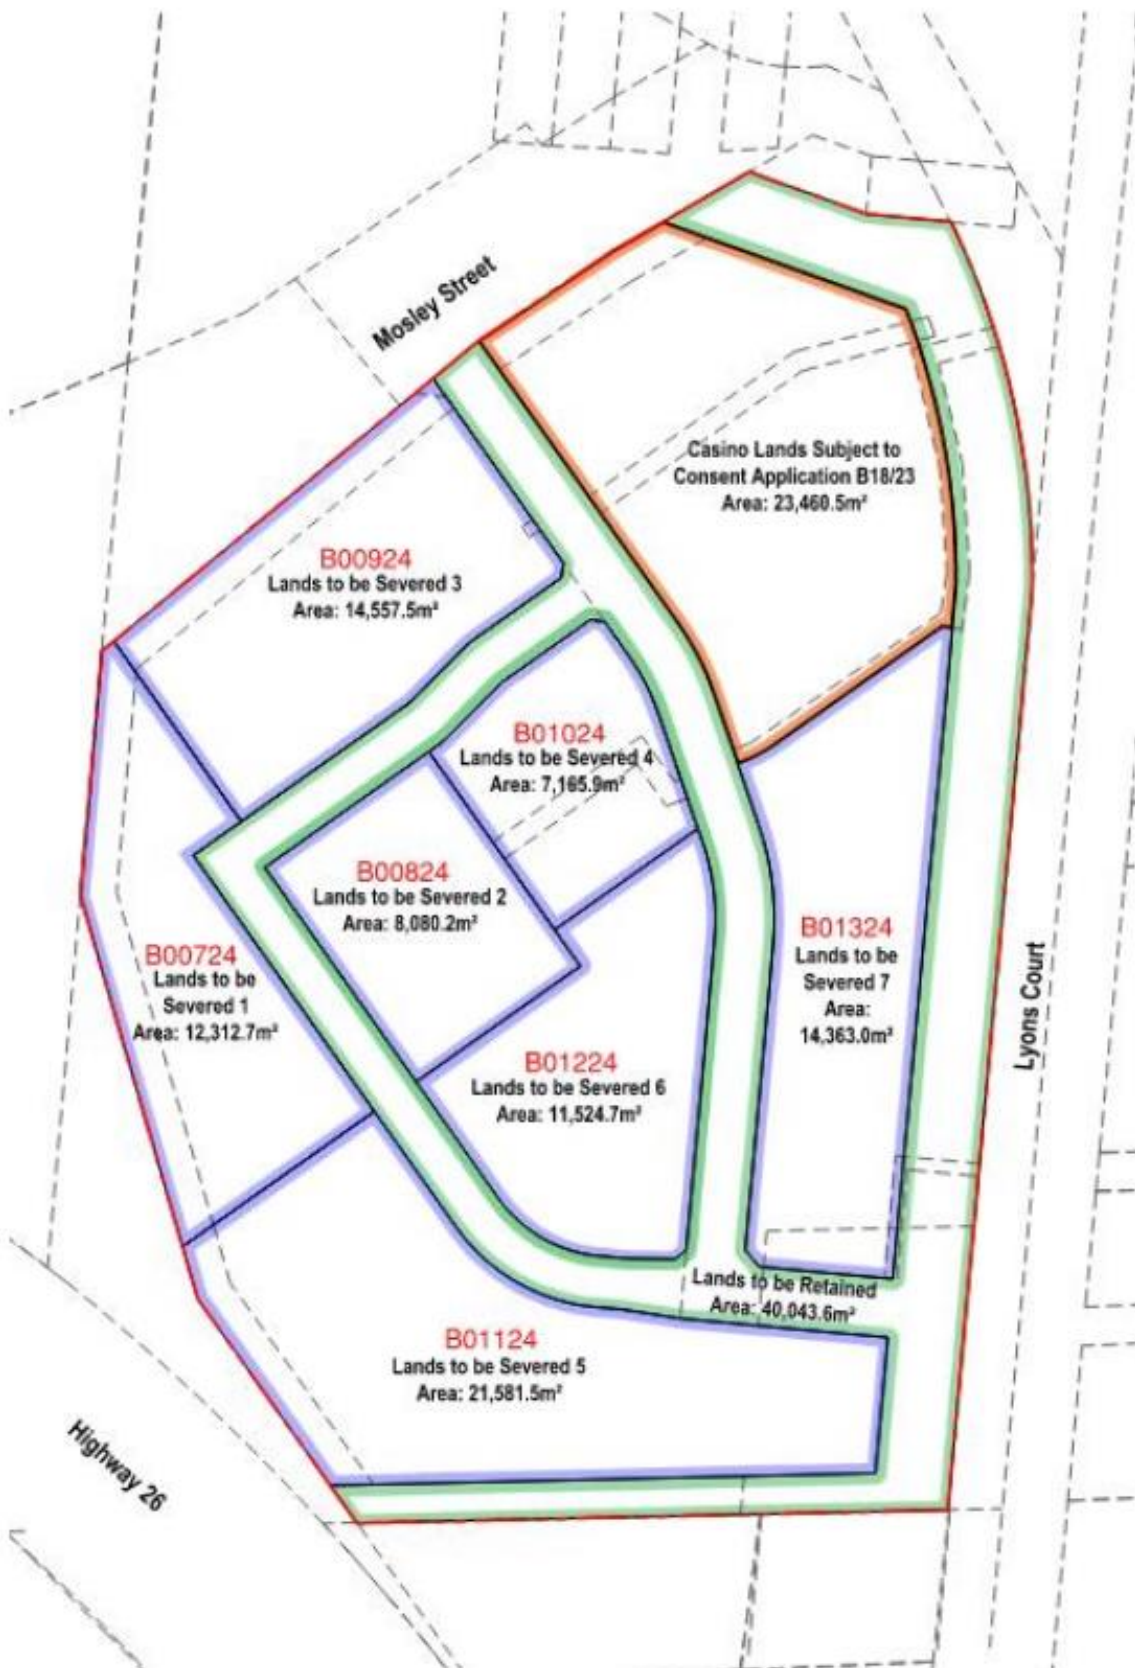 Mosley Street
Casino Lands Subject to
Consent Application B18/23
Area: 23,460.5m²
B00924
Lands to be Severed 3
Area: 14,557.5m²
B01024
Lands to be Severed 4
Area: 7,165.9m²
B00824
Lands to be Severed 2
Area: 8,080.2m²
B00724
Lands to be
Severed 1
Area: 12,312.7m²
B01324
Lands to be
Severed 7
Area:
14,363.0m²
Lyons Court
B01224
Lands to be Severed 6
Area: 11,524.7m²
Lands to be Retained
Area: 40,043.6m²
B01124
Lands to be Severed 5
Area: 21,581.5m²
Highway 26